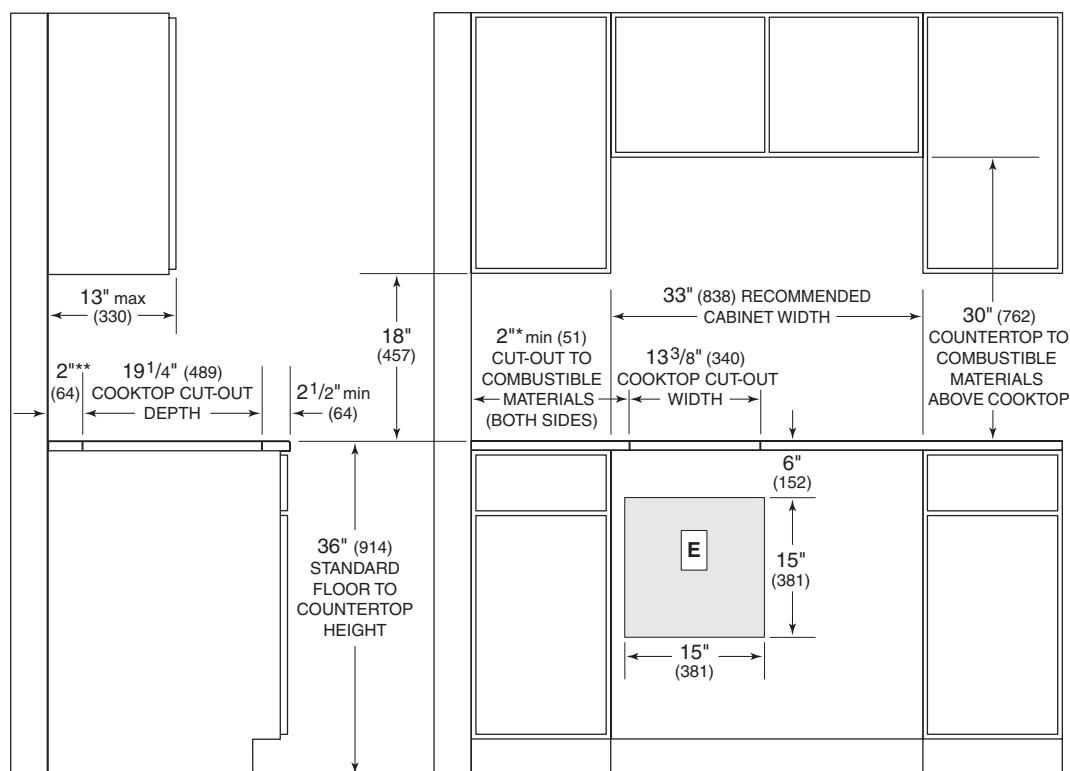 13" max
(330)
2"**
(64)
19 1/4" (489)
COOKTOP CUT-OUT
DEPTH
2 1/2" min
(64)
18"
(457)
36" (914)
STANDARD
FLOOR TO
COUNTERTOP
HEIGHT
33" (838) RECOMMENDED
CABINET WIDTH
2"* min (51)
CUT-OUT TO
COMBUSTIBLE
MATERIALS
(BOTH SIDES)
13 3/8" (340)
COOKTOP CUT-OUT
WIDTH
30" (762)
COUNTERTOP TO
COMBUSTIBLE
MATERIALS
ABOVE COOKTOP
6"
(152)
E
15"
(381)
15"
(381)